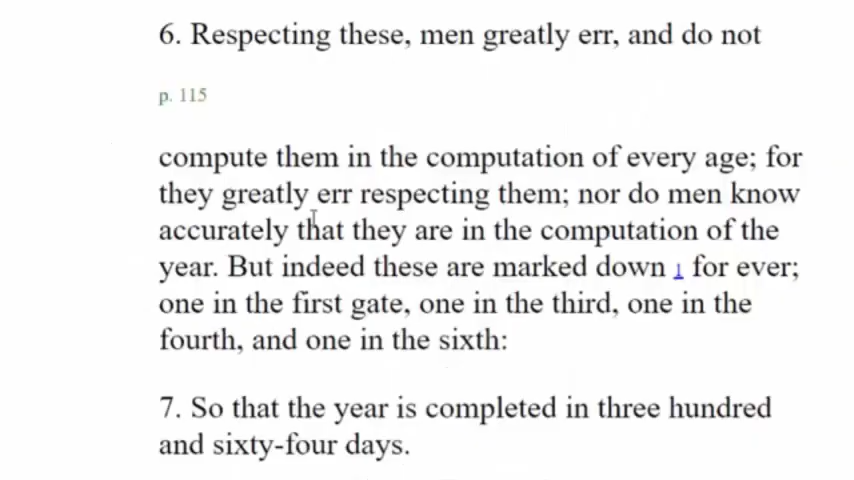 6. Respecting these, men greatly err, and do not
p. 115
compute them in the computation of every age; for
they greatly err respecting them; nor do men know
accurately that they are in the computation of the
year. But indeed these are marked down 1 for ever;
one in the first gate, one in the third, one in the
fourth, and one in the sixth:
7. So that the year is completed in three hundred
and sixty-four days.